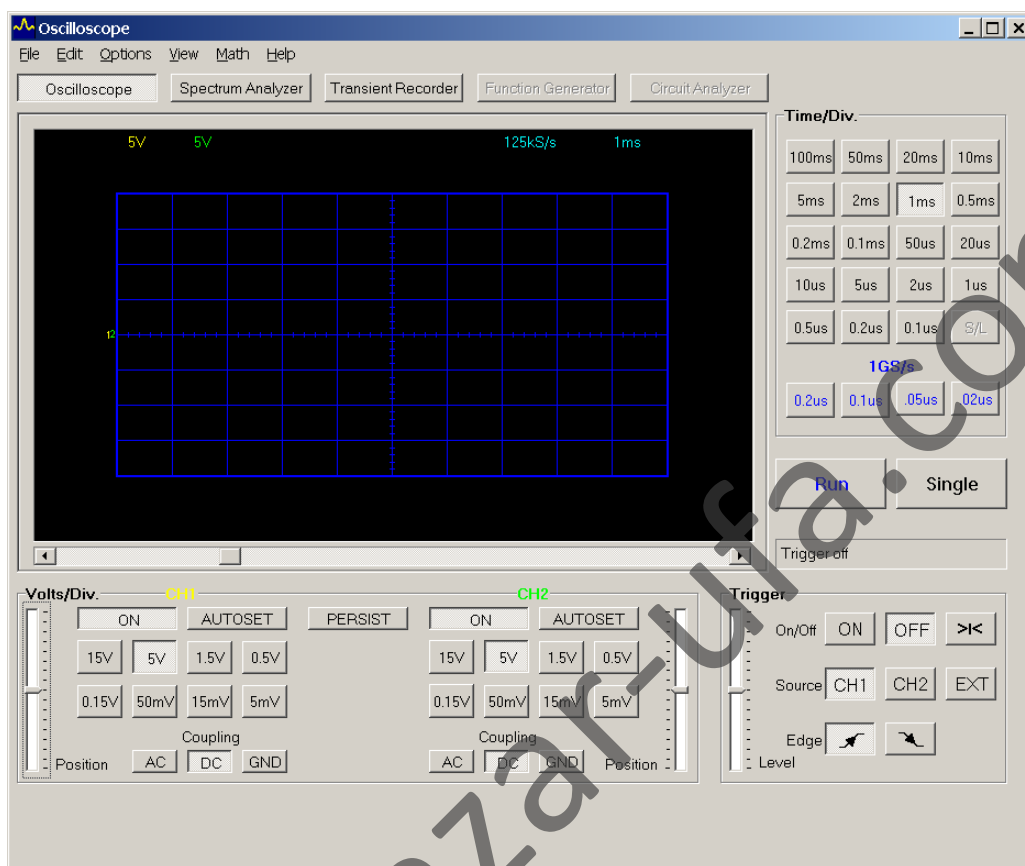 Oscilloscope
File Edit Options View Math Help
Oscilloscope Spectrum Analyzer Transient Recorder Function Generator Circuit Analyzer
5V 5V 125kS/s 1ms
12
Time/Div.
100ms 50ms 20ms 10ms
5ms 2ms 1ms 0.5ms
0.2ms 0.1ms 50us 20us
10us 5us 2us 1us
0.5us 0.2us 0.1us S/L
1GS/s
0.2us 0.1us .05us .02us
Run Single
Trigger off
Volts/Div. CH1 CH2
ON AUTOSET PERSIST ON AUTOSET
15V 5V 1.5V 0.5V 15V 5V 1.5V 0.5V
0.15V 50mV 15mV 5mV 0.15V 50mV 15mV 5mV
Coupling Coupling
Position AC DC GND AC DC GND Position
Trigger
On/Off ON OFF >I<
Source CH1 CH2 EXT
Edge
Level
zar-ufa.co